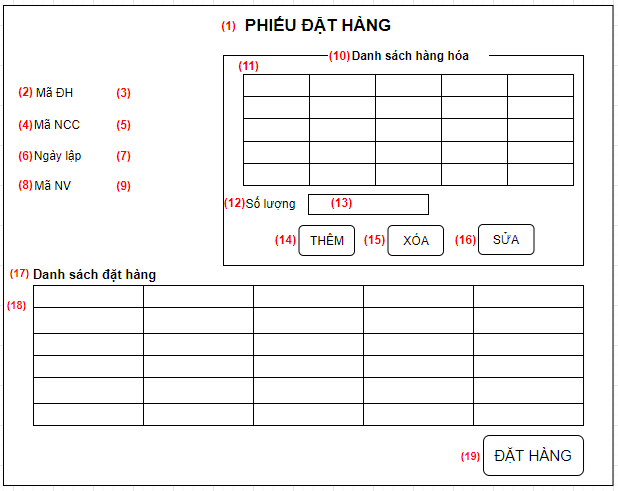 (1) PHIẾU ĐẶT HÀNG
(10) Danh sách hàng hóa
(11)
(2) Mã ĐH (3)
(4) Mã NCC (5)
(6) Ngày lập (7)
(8) Mã NV (9)
(12) Số lượng (13)
(14) THÊM (15) XÓA (16) SỬA
(17) Danh sách đặt hàng
(18)
(19) ĐẶT HÀNG